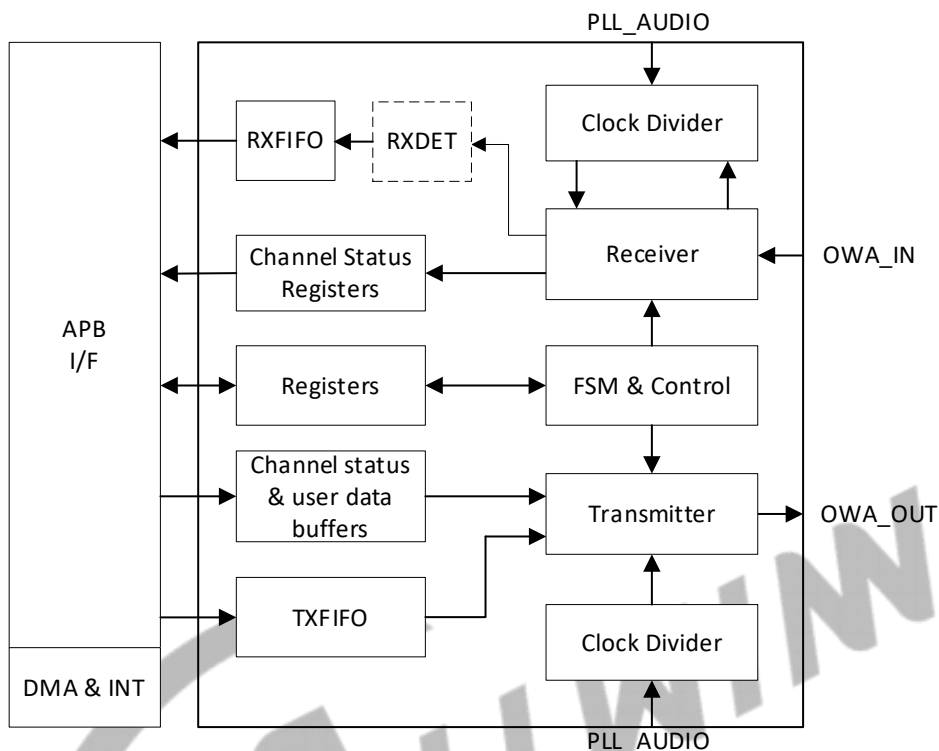 PLL_AUDIO
Clock Divider
RXFIFO
RXDET
Receiver
OWA_IN
Channel Status
Registers
APB
I/F
Registers
FSM & Control
Channel status
& user data
buffers
Transmitter
OWA_OUT
TXFIFO
Clock Divider
DMA & INT
PLL_AUDIO